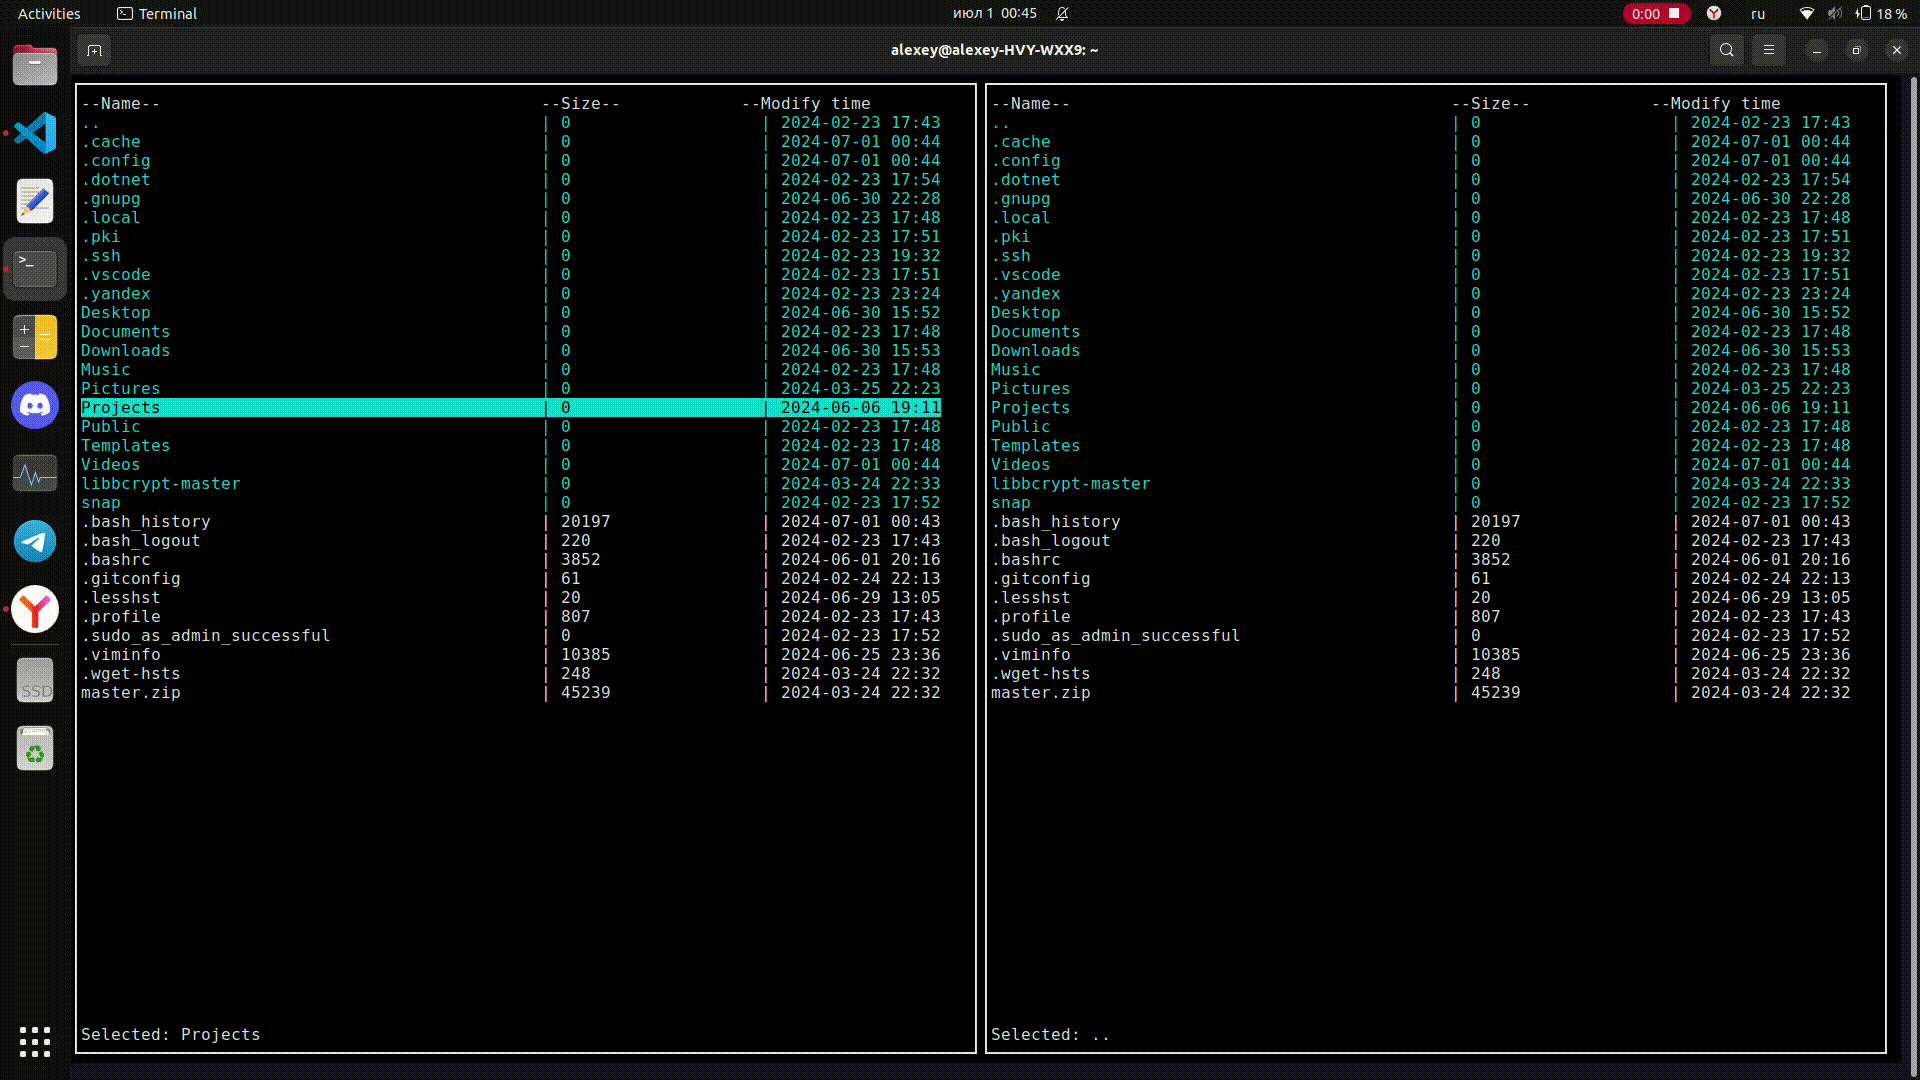 Activities Terminal июл 1 00:45 0:00 ru 18 %
alexey@alexey-HVY-WXX9: ~
--Name-- --Size-- --Modify time
.. | 0 | 2024-02-23 17:43
.cache | 0 | 2024-07-01 00:44
.config | 0 | 2024-07-01 00:44
.dotnet | 0 | 2024-02-23 17:54
.gnupg | 0 | 2024-06-30 22:28
.local | 0 | 2024-02-23 17:48
.pki | 0 | 2024-02-23 17:51
.ssh | 0 | 2024-02-23 19:32
.vscode | 0 | 2024-02-23 17:51
.yandex | 0 | 2024-02-23 23:24
Desktop | 0 | 2024-06-30 15:52
Documents | 0 | 2024-02-23 17:48
Downloads | 0 | 2024-06-30 15:53
Music | 0 | 2024-02-23 17:48
Pictures | 0 | 2024-03-25 22:23
Projects | 0 | 2024-06-06 19:11
Public | 0 | 2024-02-23 17:48
Templates | 0 | 2024-02-23 17:48
Videos | 0 | 2024-07-01 00:44
libbcrypt-master | 0 | 2024-03-24 22:33
snap | 0 | 2024-02-23 17:52
.bash_history | 20197 | 2024-07-01 00:43
.bash_logout | 220 | 2024-02-23 17:43
.bashrc | 3852 | 2024-06-01 20:16
.gitconfig | 61 | 2024-02-24 22:13
.lesshst | 20 | 2024-06-29 13:05
.profile | 807 | 2024-02-23 17:43
.sudo_as_admin_successful | 0 | 2024-02-23 17:52
.viminfo | 10385 | 2024-06-25 23:36
.wget-hsts | 248 | 2024-03-24 22:32
master.zip | 45239 | 2024-03-24 22:32
Selected: Projects
--Name-- --Size-- --Modify time
.. | 0 | 2024-02-23 17:43
.cache | 0 | 2024-07-01 00:44
.config | 0 | 2024-07-01 00:44
.dotnet | 0 | 2024-02-23 17:54
.gnupg | 0 | 2024-06-30 22:28
.local | 0 | 2024-02-23 17:48
.pki | 0 | 2024-02-23 17:51
.ssh | 0 | 2024-02-23 19:32
.vscode | 0 | 2024-02-23 17:51
.yandex | 0 | 2024-02-23 23:24
Desktop | 0 | 2024-06-30 15:52
Documents | 0 | 2024-02-23 17:48
Downloads | 0 | 2024-06-30 15:53
Music | 0 | 2024-02-23 17:48
Pictures | 0 | 2024-03-25 22:23
Projects | 0 | 2024-06-06 19:11
Public | 0 | 2024-02-23 17:48
Templates | 0 | 2024-02-23 17:48
Videos | 0 | 2024-07-01 00:44
libbcrypt-master | 0 | 2024-03-24 22:33
snap | 0 | 2024-02-23 17:52
.bash_history | 20197 | 2024-07-01 00:43
.bash_logout | 220 | 2024-02-23 17:43
.bashrc | 3852 | 2024-06-01 20:16
.gitconfig | 61 | 2024-02-24 22:13
.lesshst | 20 | 2024-06-29 13:05
.profile | 807 | 2024-02-23 17:43
.sudo_as_admin_successful | 0 | 2024-02-23 17:52
.viminfo | 10385 | 2024-06-25 23:36
.wget-hsts | 248 | 2024-03-24 22:32
master.zip | 45239 | 2024-03-24 22:32
Selected: ..
SSD